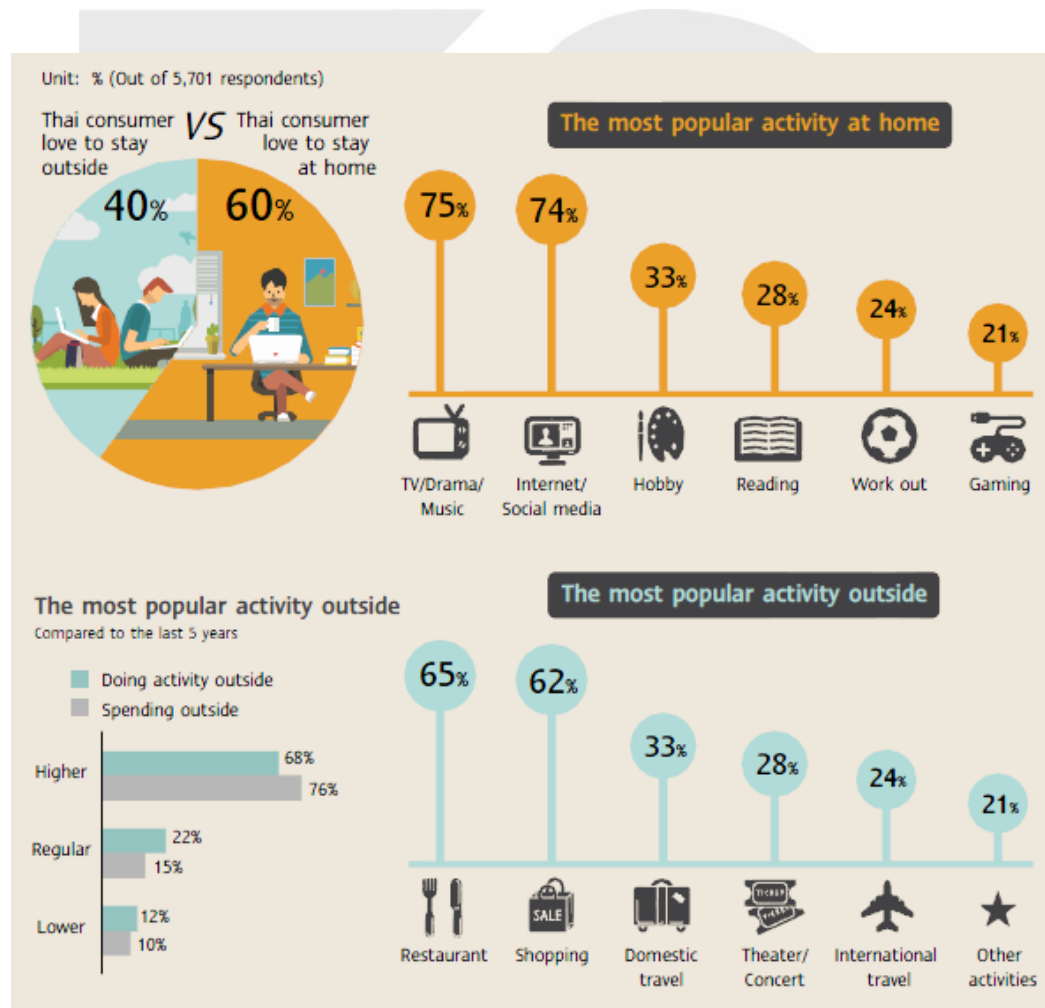 Unit: % (Out of 5,701 respondents)
Thai consumer
love to stay
outside
VS
Thai consumer
love to stay
at home
40%
60%
The most popular activity at home
75%
74%
33%
28%
24%
21%
TV/Drama/
Music
Internet/
Social media
Hobby
Reading
Work out
Gaming
The most popular activity outside
Compared to the last 5 years
Doing activity outside
Spending outside
Higher
68%
76%
Regular
22%
15%
Lower
12%
10%
The most popular activity outside
65%
62%
33%
28%
24%
21%
TICKET
SALE
Restaurant
Shopping
Domestic
travel
Theater/
Concert
International
travel
Other
activities